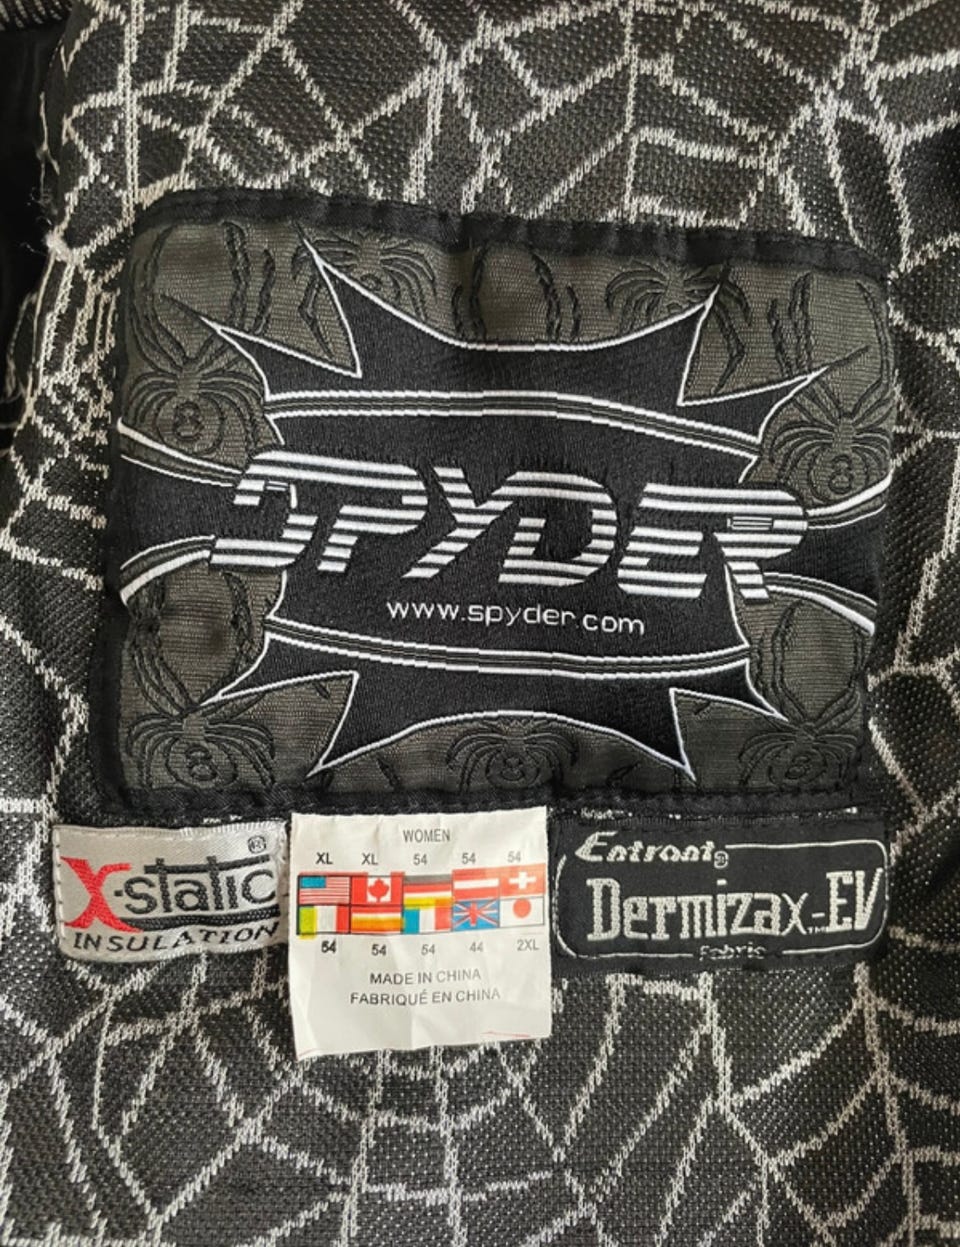 SPYDER
www.spyder.com
X-static®
INSULATION
WOMEN
XL XL 54 54 54
54 54 54 44 2XL
MADE IN CHINA
FABRIQUÉ EN CHINA
Entrant®
Dermizax™-EV
Fabric